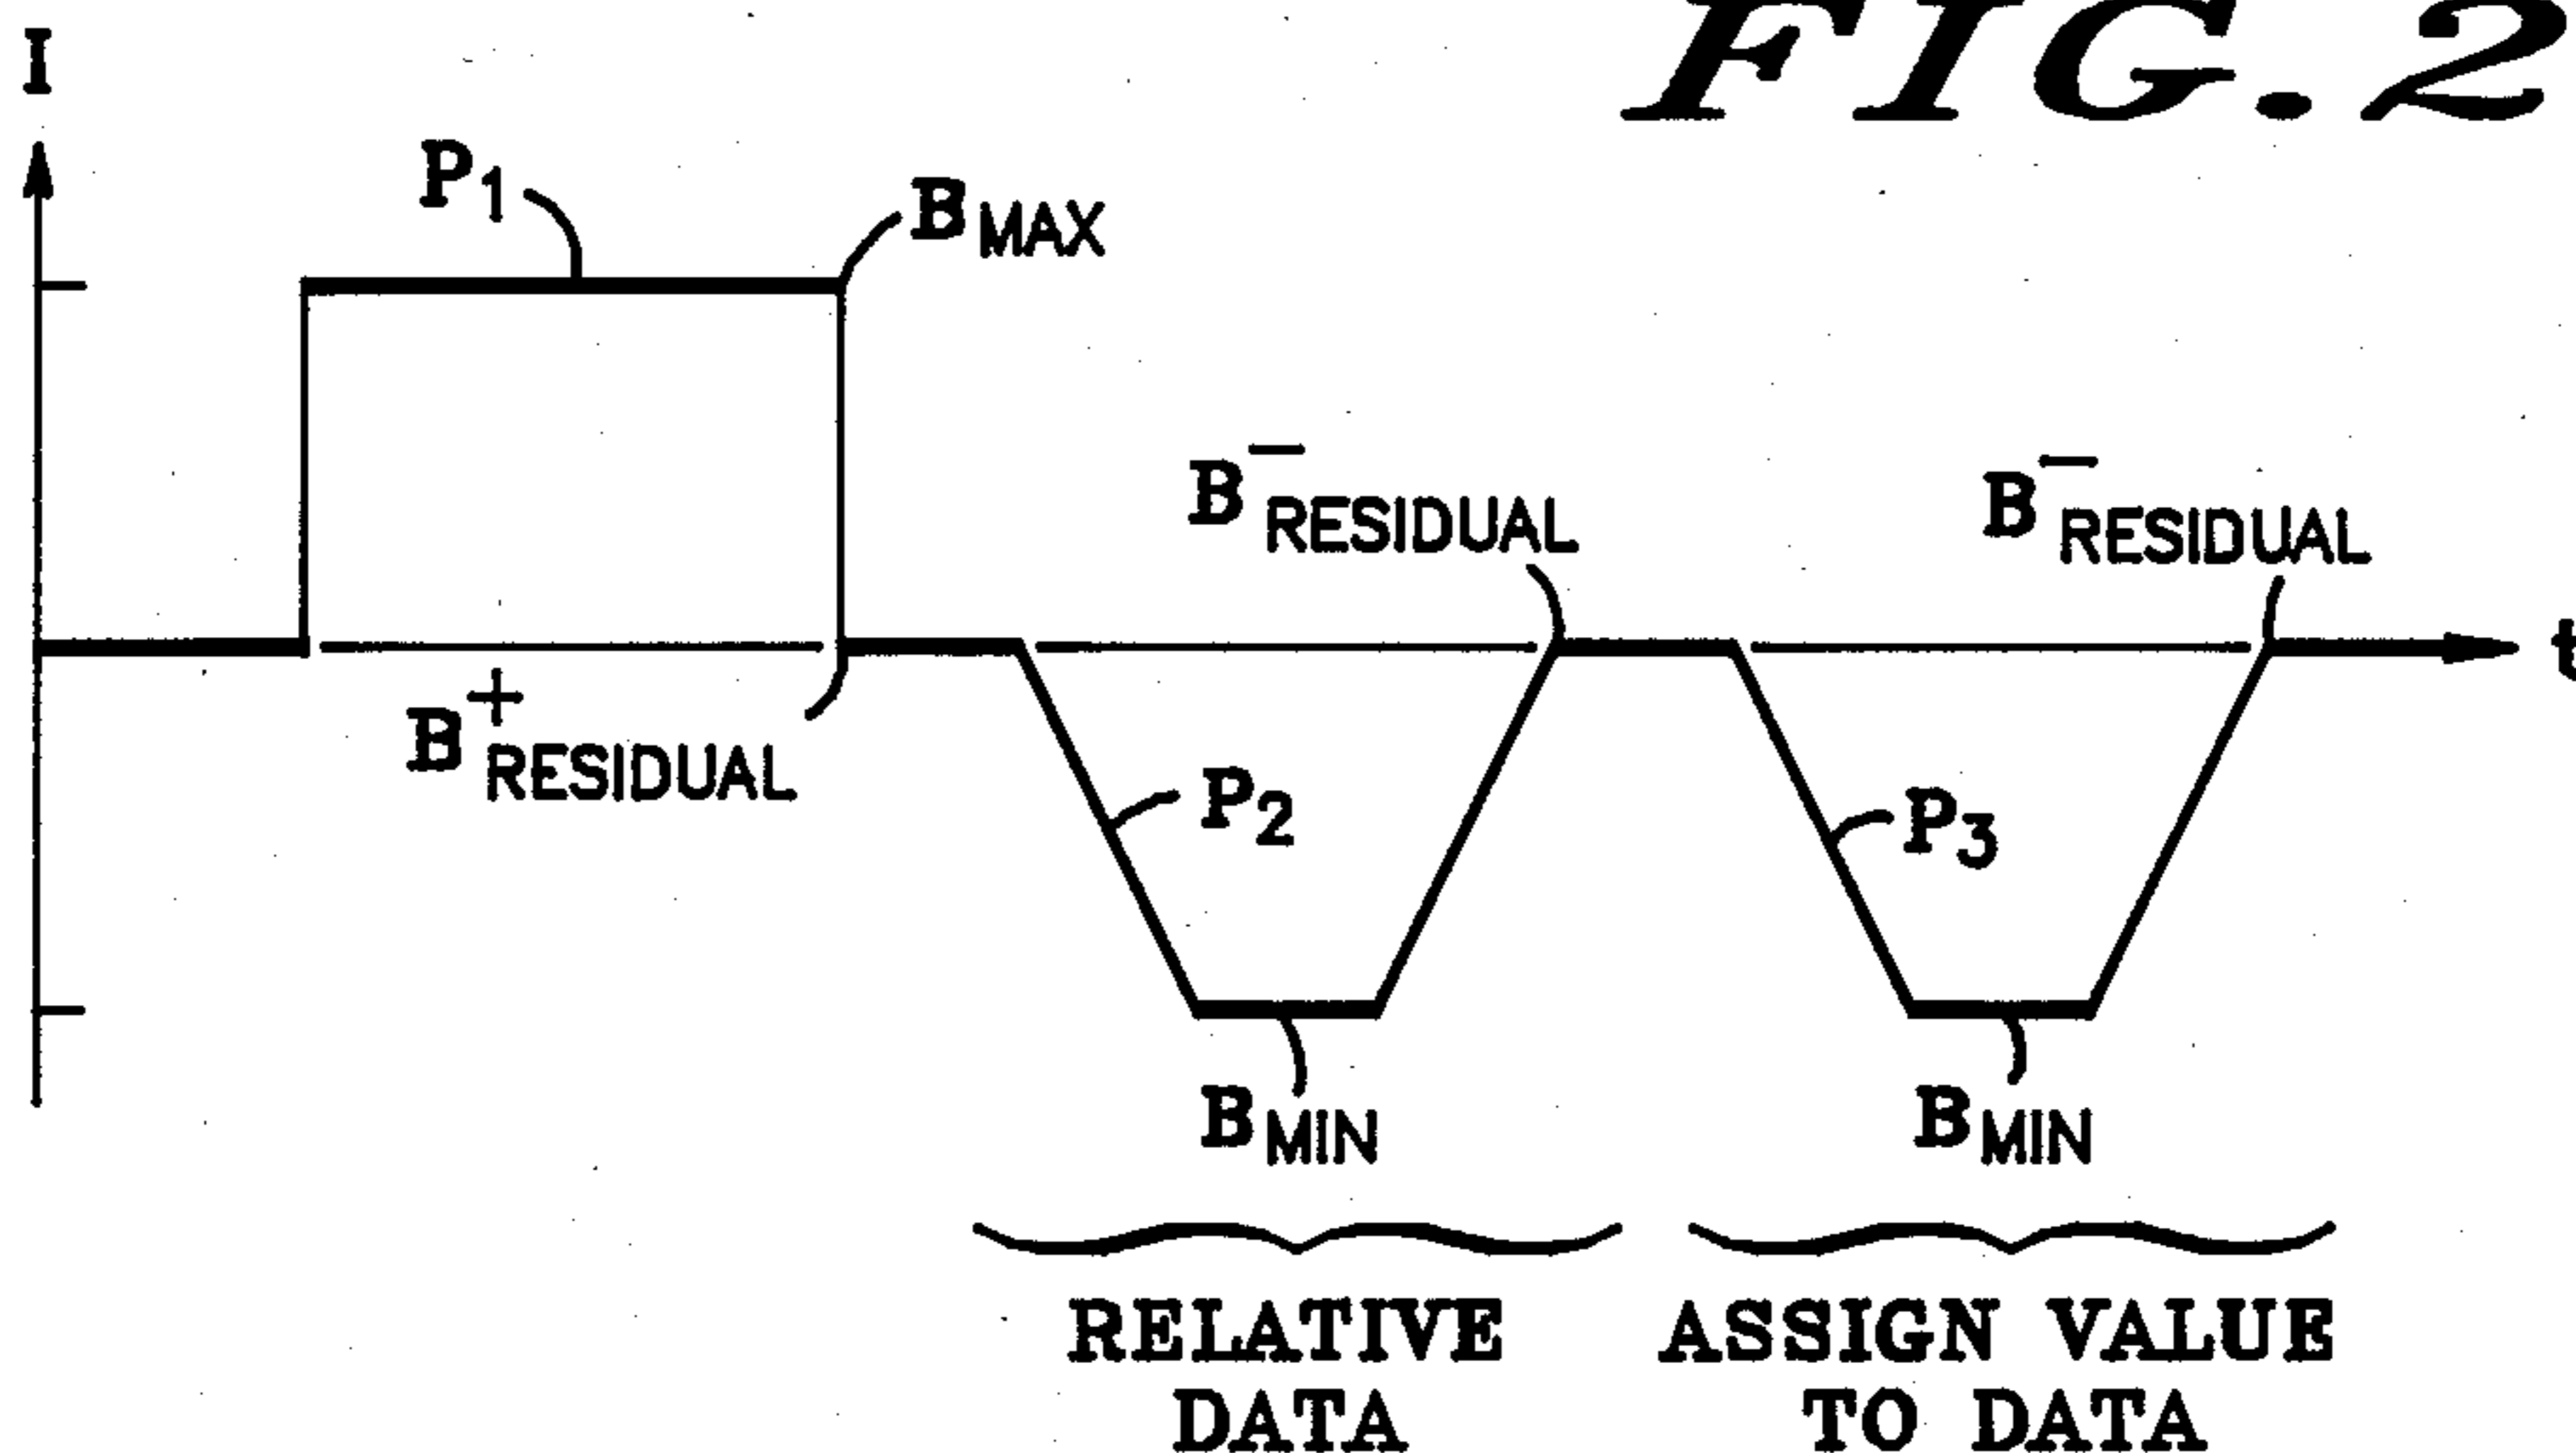 FIG.2
I
P1
BMAX
B−RESIDUAL
B−RESIDUAL
t
B+RESIDUAL
P2
P3
BMIN
BMIN
RELATIVE
DATA
ASSIGN VALUE
TO DATA